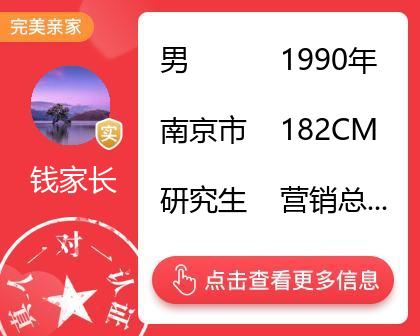 完美亲家
男 1990年
实
南京市 182CM
钱家长
研究生 营销总...
真人一对一认证
点击查看更多信息